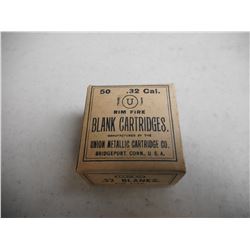 50 .32 Cal.
U
RIM FIRE
BLANK CARTRIDGES.
MANUFACTURED BY THE
UNION METALLIC CARTRIDGE CO.
BRIDGEPORT, CONN., U.S.A.
.32 BLANKS.